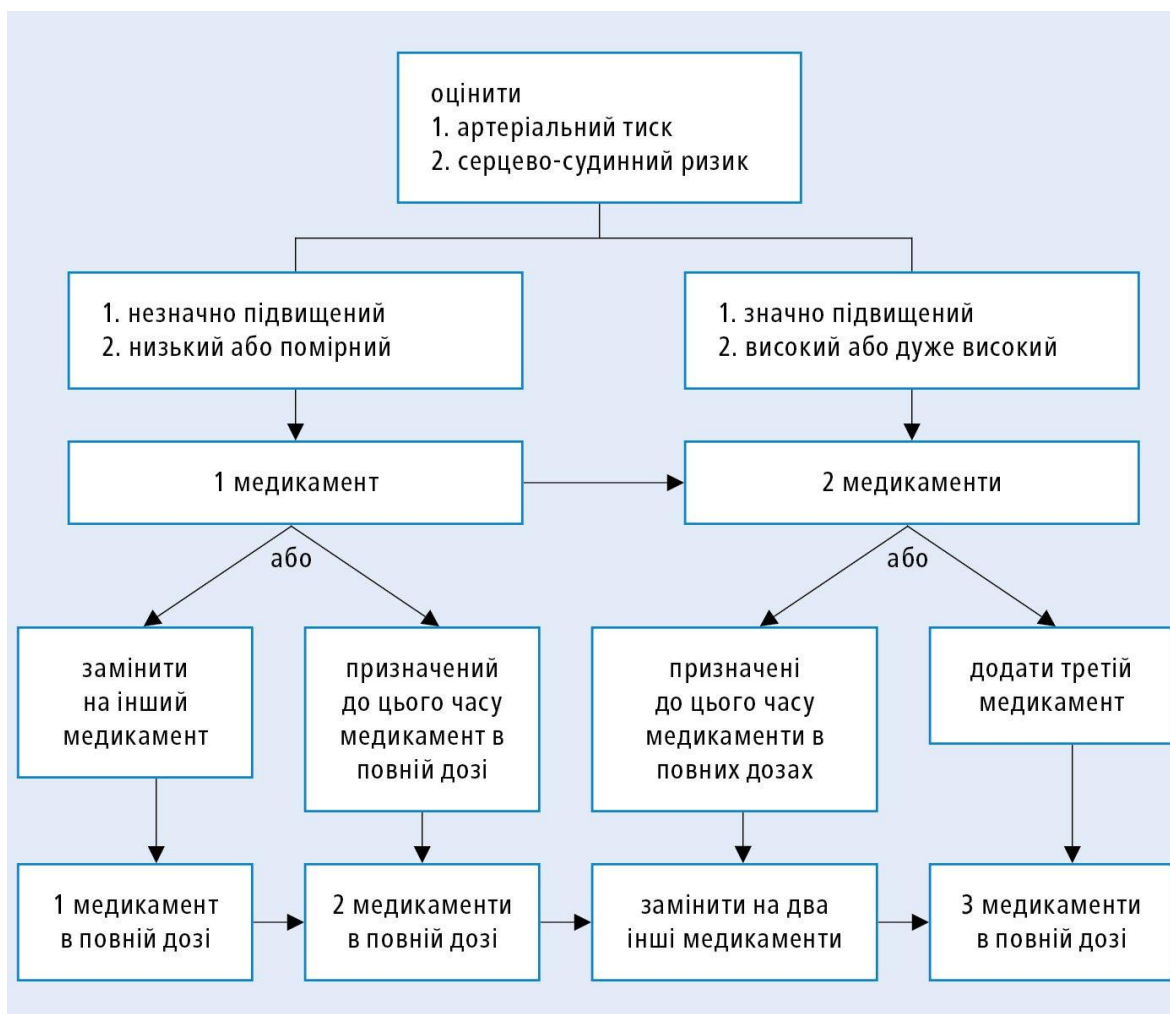 оцінити
1. артеріальний тиск
2. серцево-судинний ризик
1. незначно підвищений
2. низький або помірний
1. значно підвищений
2. високий або дуже високий
1 медикамент
2 медикаменти
або
або
замінити
на інший
медикамент
призначений
до цього часу
медикамент в
повній дозі
призначені
до цього часу
медикаменти в
повних дозах
додати третій
медикамент
1 медикамент
в повній дозі
2 медикаменти
в повній дозі
замінити на два
інші медикаменти
3 медикаменти
в повній дозі